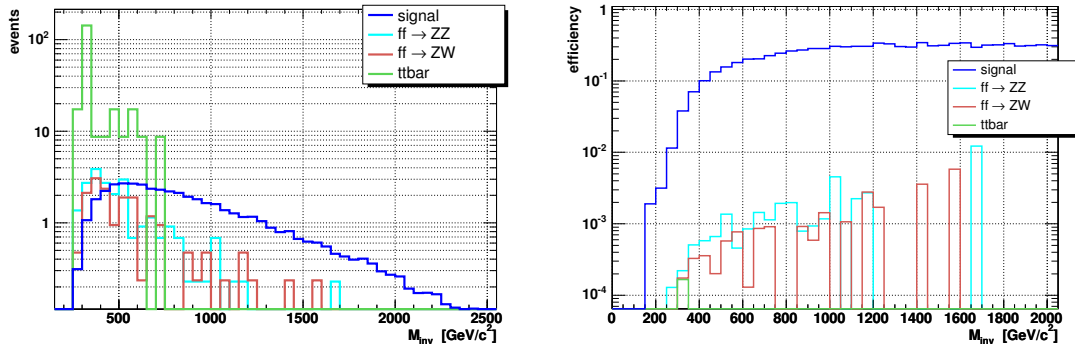 events
10²
10
1
signal
ff → ZZ
ff → ZW
ttbar
500
1000
1500
2000
2500
M_inv [GeV/c²]
efficiency
1
10⁻¹
10⁻²
10⁻³
10⁻⁴
signal
ff → ZZ
ff → ZW
ttbar
0
200
400
600
800
1000
1200
1400
1600
1800
2000
M_inv [GeV/c²]